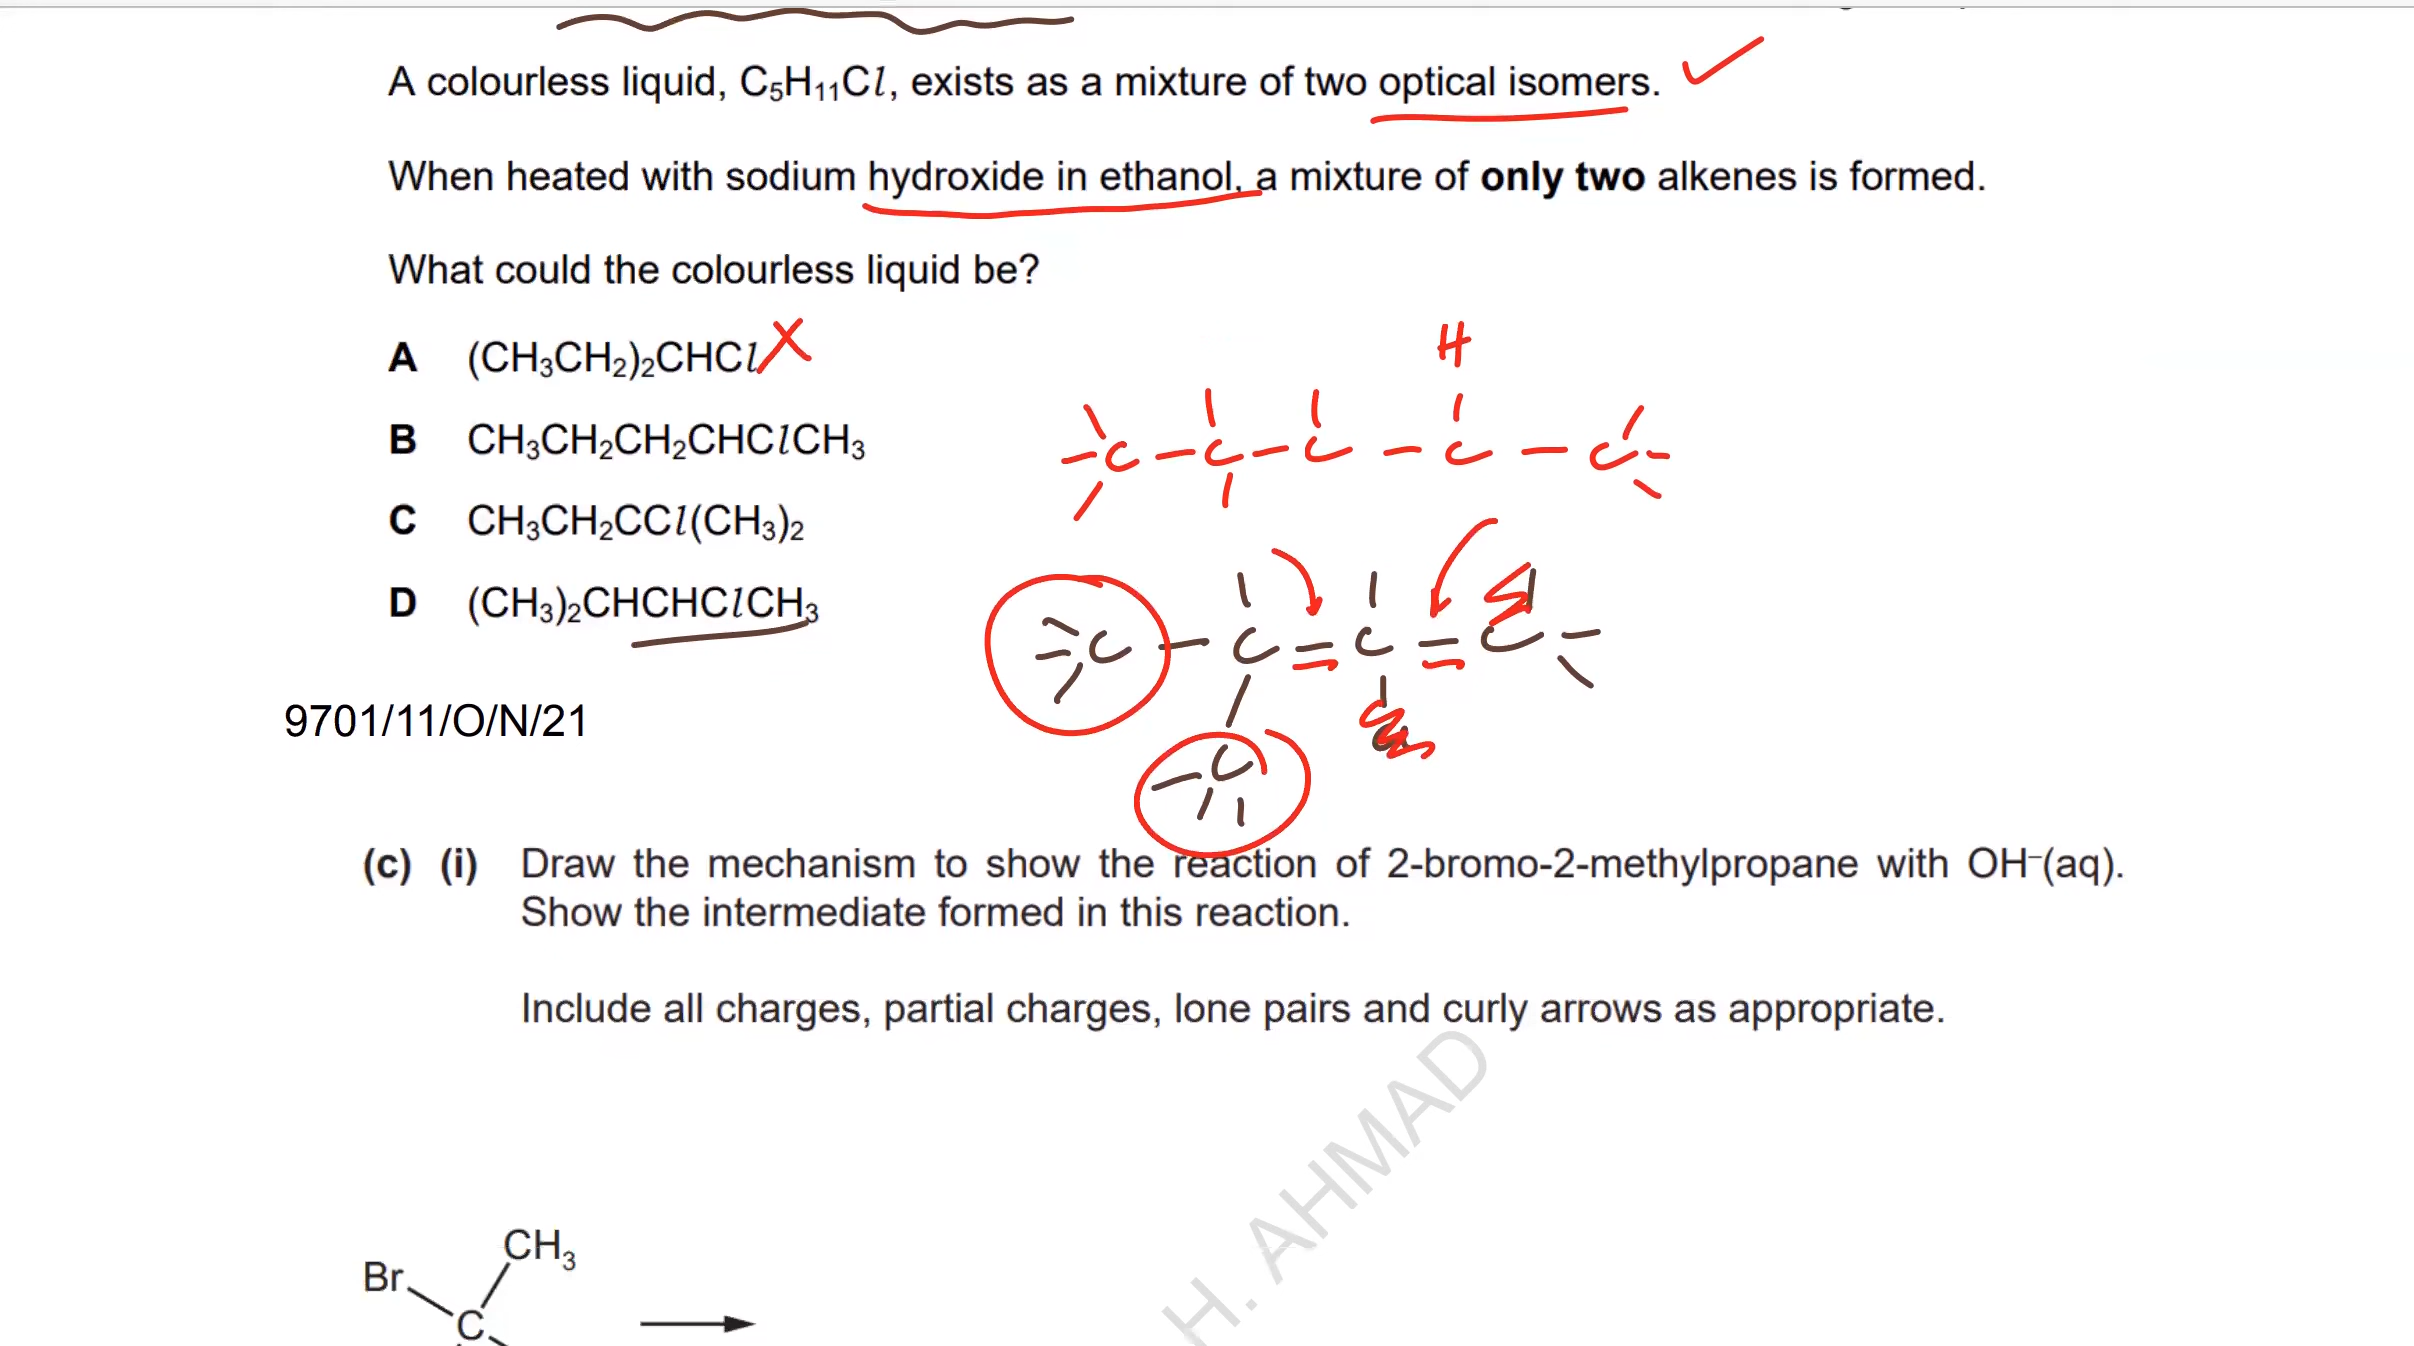 A colourless liquid, C₅H₁₁Cl, exists as a mixture of two optical isomers.
When heated with sodium hydroxide in ethanol, a mixture of only two alkenes is formed.
What could the colourless liquid be?
H
A (CH₃CH₂)₂CHCl
B CH₃CH₂CH₂CHClCH₃
C – C – C – C – C
C CH₃CH₂CCl(CH₃)₂
D (CH₃)₂CHCHClCH₃
C – C = C = C
C
9701/11/O/N/21
(c) (i) Draw the mechanism to show the reaction of 2-bromo-2-methylpropane with OH⁻(aq).
Show the intermediate formed in this reaction.
Include all charges, partial charges, lone pairs and curly arrows as appropriate.
H. AHMAD
CH₃
Br
C